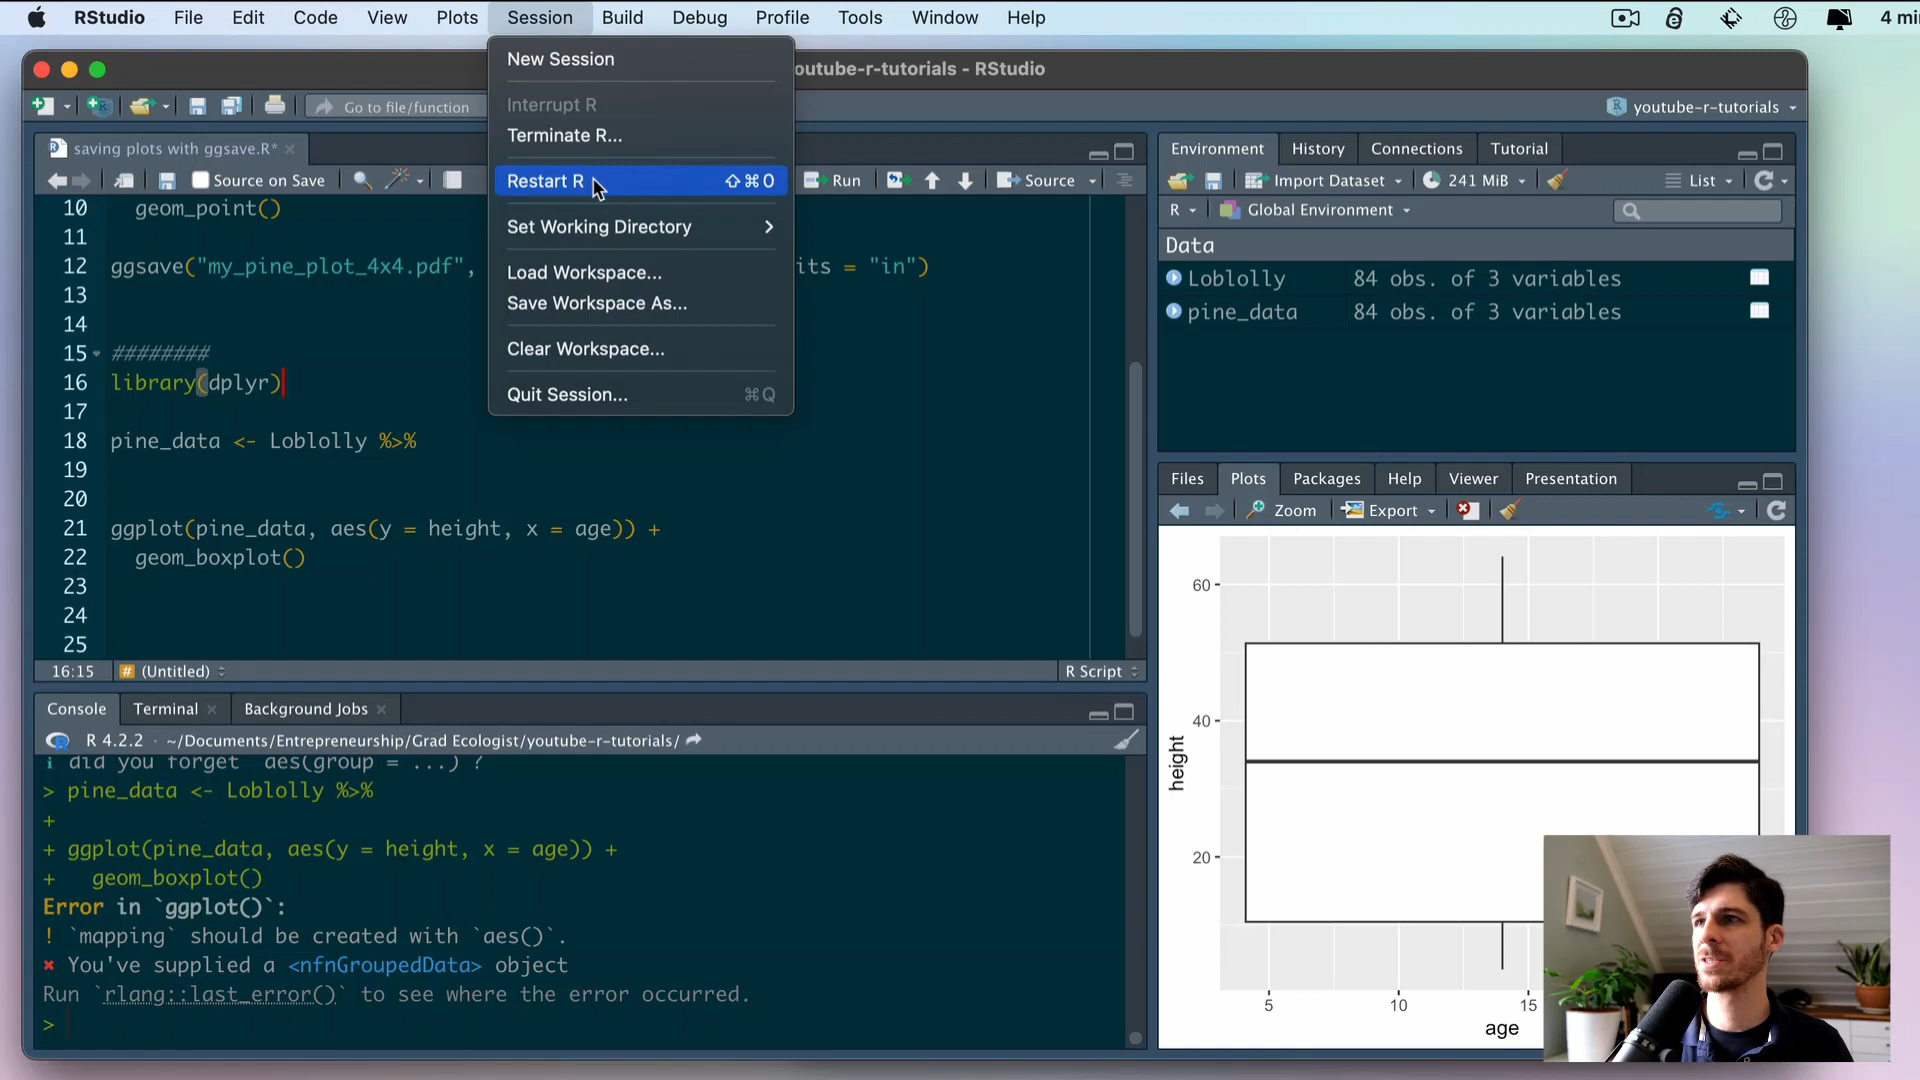 RStudio File Edit Code View Plots Session Build Debug Profile Tools Window Help 4 mi
youtube-r-tutorials - RStudio
Go to file/function
youtube-r-tutorials
New Session
Interrupt R
Terminate R...
Restart R ⇧⌘0
Set Working Directory
Load Workspace...
Save Workspace As...
Clear Workspace...
Quit Session... ⌘Q
saving plots with ggsave.R*
Source on Save
Run
Source
10 geom_point()
11
12 ggsave("my_pine_plot_4x4.pdf", its = "in")
13
14
15 ########
16 library(dplyr)
17
18 pine_data <- Loblolly %>%
19
20
21 ggplot(pine_data, aes(y = height, x = age)) +
22 geom_boxplot()
23
24
25
16:15 # (Untitled) R Script
Console Terminal Background Jobs
R 4.2.2 · ~/Documents/Entrepreneurship/Grad Ecologist/youtube-r-tutorials/
i did you forget aes(group = ...) ?
> pine_data <- Loblolly %>%
+
+ ggplot(pine_data, aes(y = height, x = age)) +
+ geom_boxplot()
Error in `ggplot()`:
! `mapping` should be created with `aes()`.
✖ You've supplied a <nfnGroupedData> object
Run `rlang::last_error()` to see where the error occurred.
>
Environment History Connections Tutorial
Import Dataset 241 MiB List
R Global Environment
Data
Loblolly 84 obs. of 3 variables
pine_data 84 obs. of 3 variables
Files Plots Packages Help Viewer Presentation
Zoom Export
60
40
20
height
5 10 15
age